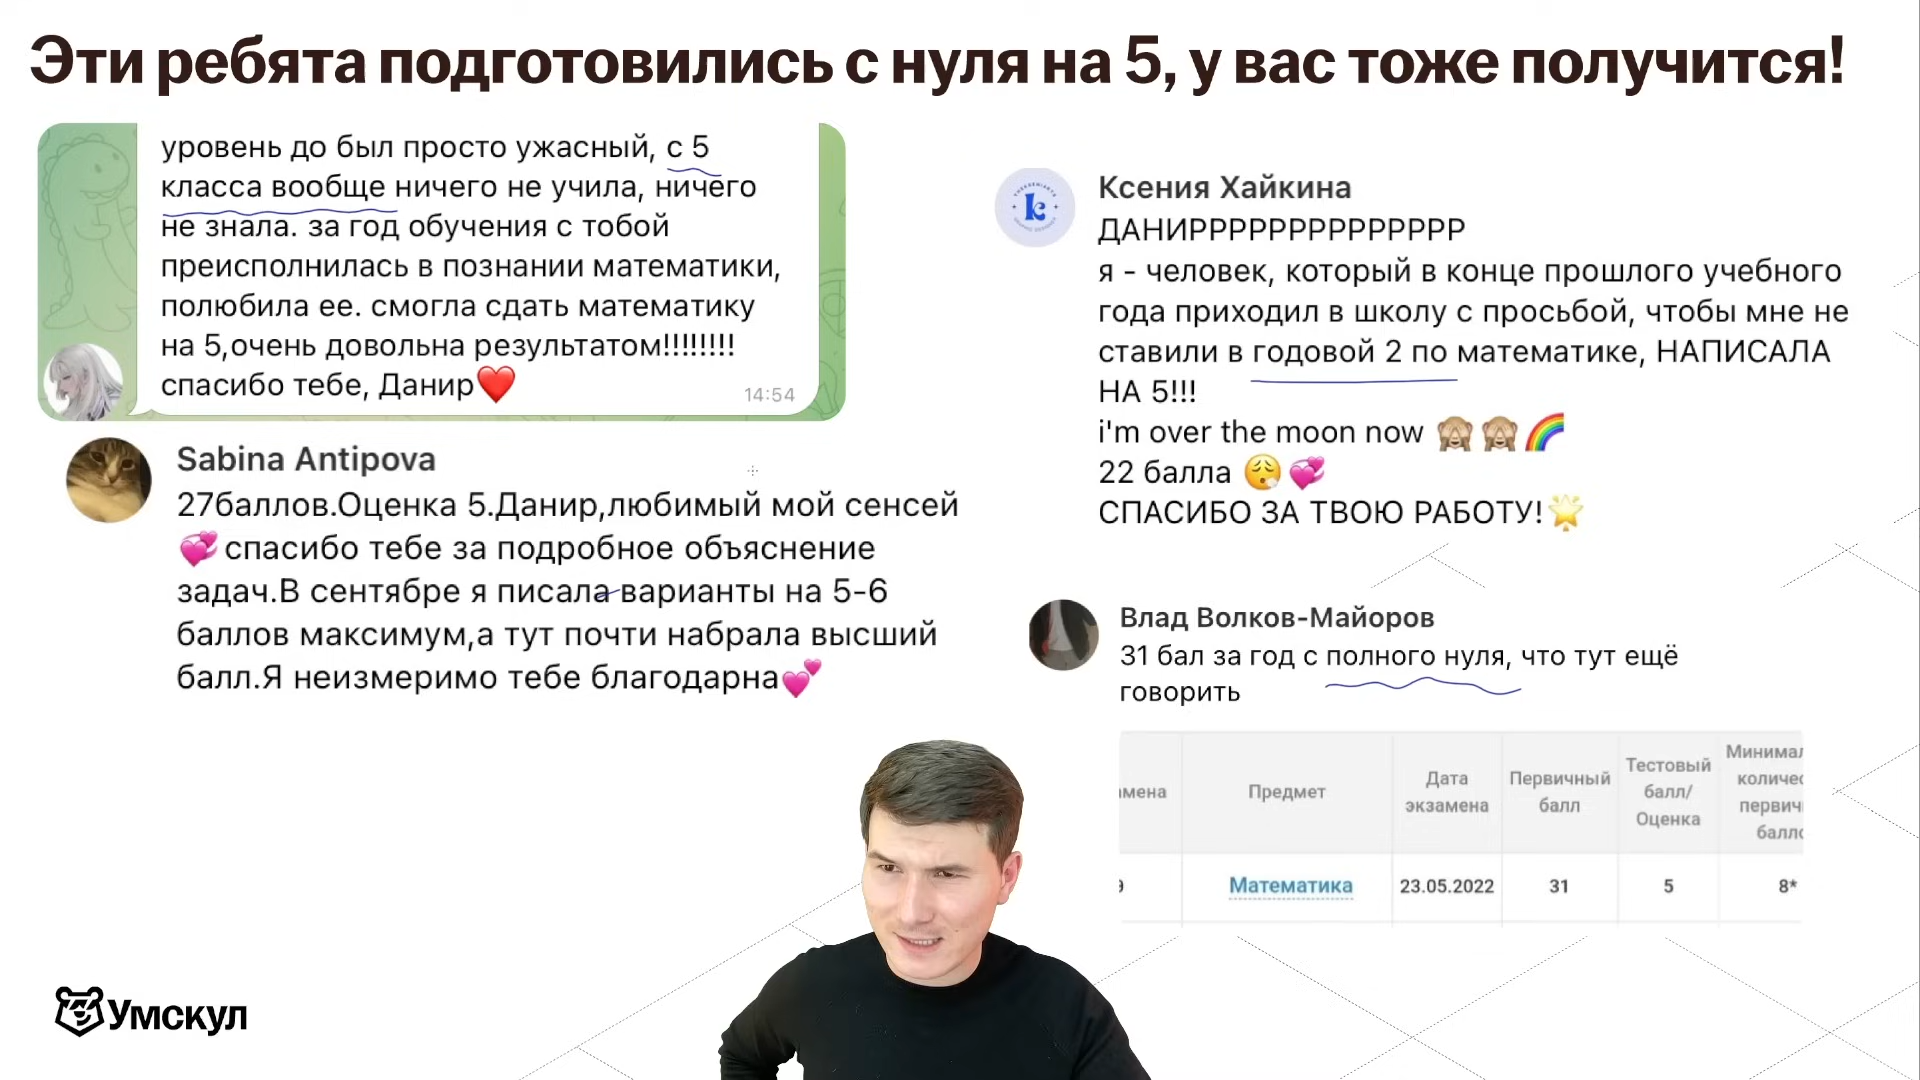 Эти ребята подготовились с нуля на 5, у вас тоже получится!
уровень до был просто ужасный, с 5
класса вообще ничего не учила, ничего
не знала. за год обучения с тобой
преисполнилась в познании математики,
полюбила ее. смогла сдать математику
на 5,очень довольна результатом!!!!!!!!
спасибо тебе, Данир❤️
14:54
Sabina Antipova
27баллов.Оценка 5.Данир,любимый мой сенсей
💞спасибо тебе за подробное объяснение
задач.В сентябре я писала варианты на 5-6
баллов максимум,а тут почти набрала высший
балл.Я неизмеримо тебе благодарна💕
Ксения Хайкина
ДАНИРРРРРРРРРРРРРР
я - человек, который в конце прошлого учебного
года приходил в школу с просьбой, чтобы мне не
ставили в годовой 2 по математике, НАПИСАЛА
НА 5!!!
i'm over the moon now 🙈🙈🌈
22 балла 😮‍💨💞
СПАСИБО ЗА ТВОЮ РАБОТУ!🌟
Влад Волков-Майоров
31 бал за год с полного нуля, что тут ещё
говорить
мена Предмет Дата экзамена Первичный балл Тестовый балл/ Оценка Минимал количес первич балло
9 Математика 23.05.2022 31 5 8*
Умскул